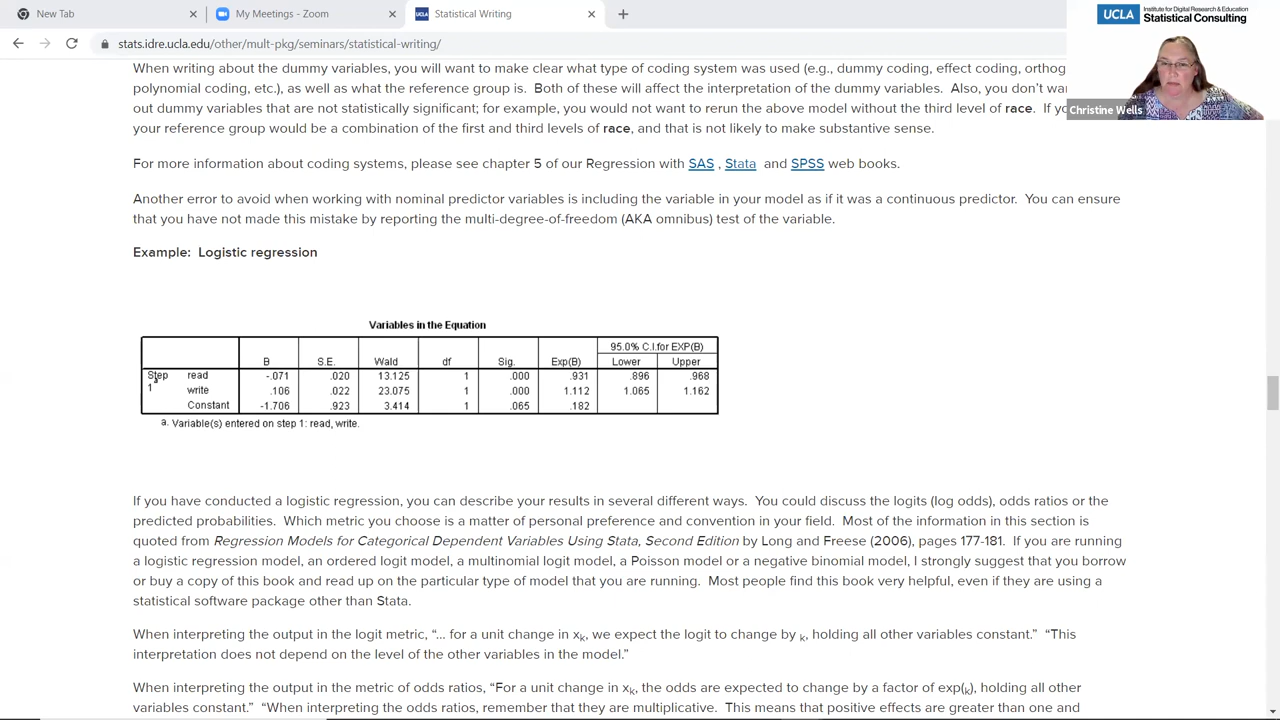 New Tab
My Meetings - Zoom
Statistical Writing
UCLA
Institute for Digital Research & Education
Statistical Consulting
stats.idre.ucla.edu/other/mult-pkg/seminars/statistical-writing/
Christine Wells
When writing about the dummy variables, you will want to make clear what type of coding system was used (e.g., dummy coding, effect coding, orthog
polynomial coding, etc.), as well as what the reference group is. Both of these will affect the interpretation of the dummy variables. Also, you don't wa
out dummy variables that are not statistically significant; for example, you would not want to rerun the above model without the third level of race. If y
your reference group would be a combination of the first and third levels of race, and that is not likely to make substantive sense.
For more information about coding systems, please see chapter 5 of our Regression with SAS , Stata and SPSS web books.
Another error to avoid when working with nominal predictor variables is including the variable in your model as if it was a continuous predictor. You can ensure
that you have not made this mistake by reporting the multi-degree-of-freedom (AKA omnibus) test of the variable.
Example: Logistic regression
Variables in the Equation
95.0% C.I.for EXP(B)
B S.E. Wald df Sig. Exp(B) Lower Upper
Step read -.071 .020 13.125 1 .000 .931 .896 .968
1 write .106 .022 23.075 1 .000 1.112 1.065 1.162
Constant -1.706 .923 3.414 1 .065 .182
a. Variable(s) entered on step 1: read, write.
If you have conducted a logistic regression, you can describe your results in several different ways. You could discuss the logits (log odds), odds ratios or the
predicted probabilities. Which metric you choose is a matter of personal preference and convention in your field. Most of the information in this section is
quoted from Regression Models for Categorical Dependent Variables Using Stata, Second Edition by Long and Freese (2006), pages 177-181. If you are running
a logistic regression model, an ordered logit model, a multinomial logit model, a Poisson model or a negative binomial model, I strongly suggest that you borrow
or buy a copy of this book and read up on the particular type of model that you are running. Most people find this book very helpful, even if they are using a
statistical software package other than Stata.
When interpreting the output in the logit metric, "... for a unit change in xk, we expect the logit to change by k, holding all other variables constant." "This
interpretation does not depend on the level of the other variables in the model."
When interpreting the output in the metric of odds ratios, "For a unit change in xk, the odds are expected to change by a factor of exp(k), holding all other
variables constant." "When interpreting the odds ratios, remember that they are multiplicative. This means that positive effects are greater than one and